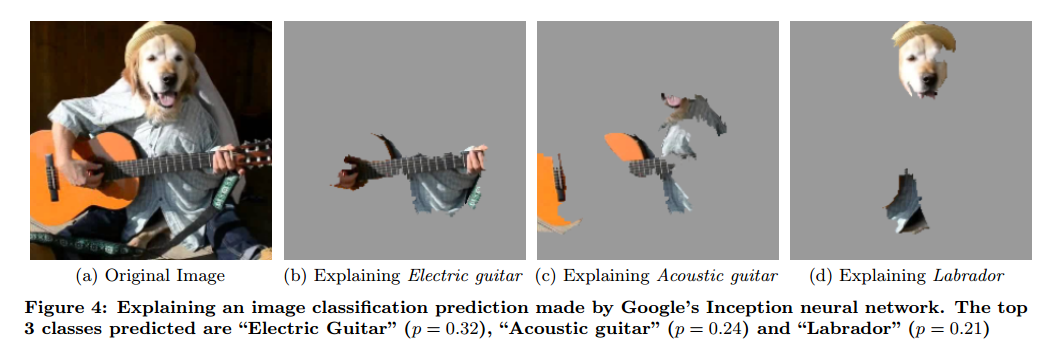 (a) Original Image
(b) Explaining Electric guitar
(c) Explaining Acoustic guitar
(d) Explaining Labrador
Figure 4: Explaining an image classification prediction made by Google's Inception neural network. The top
3 classes predicted are "Electric Guitar" (p = 0.32), "Acoustic guitar" (p = 0.24) and "Labrador" (p = 0.21)